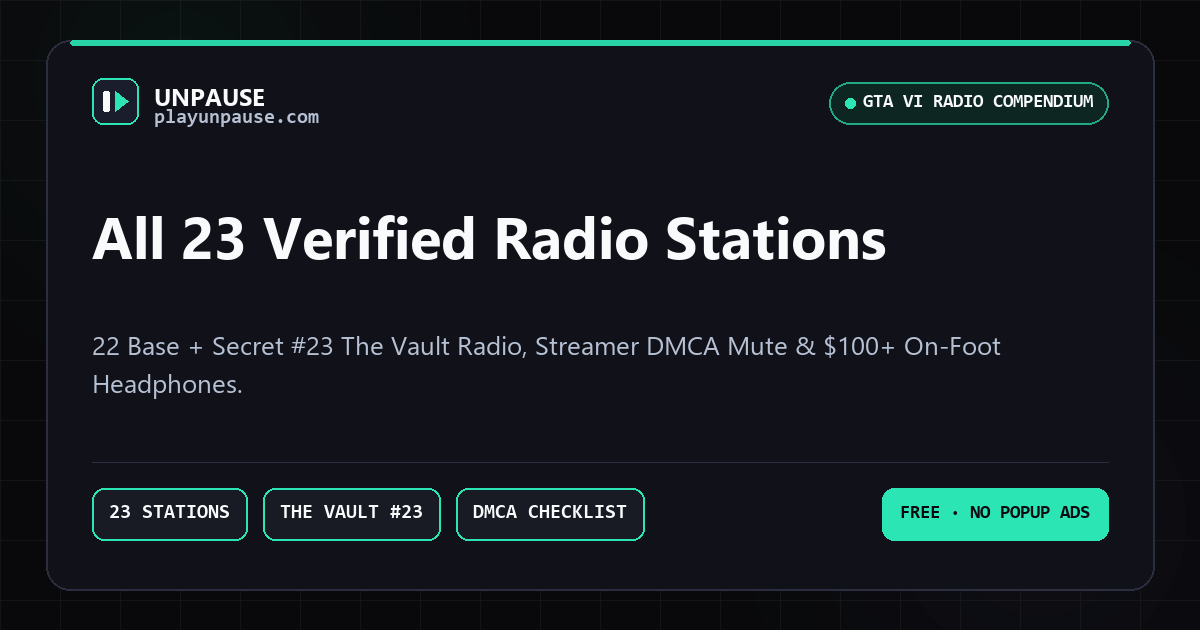 UNPAUSE
playunpause.com
GTA VI RADIO COMPENDIUM
All 23 Verified Radio Stations
22 Base + Secret #23 The Vault Radio, Streamer DMCA Mute & $100+ On-Foot
Headphones.
23 STATIONS
THE VAULT #23
DMCA CHECKLIST
FREE · NO POPUP ADS